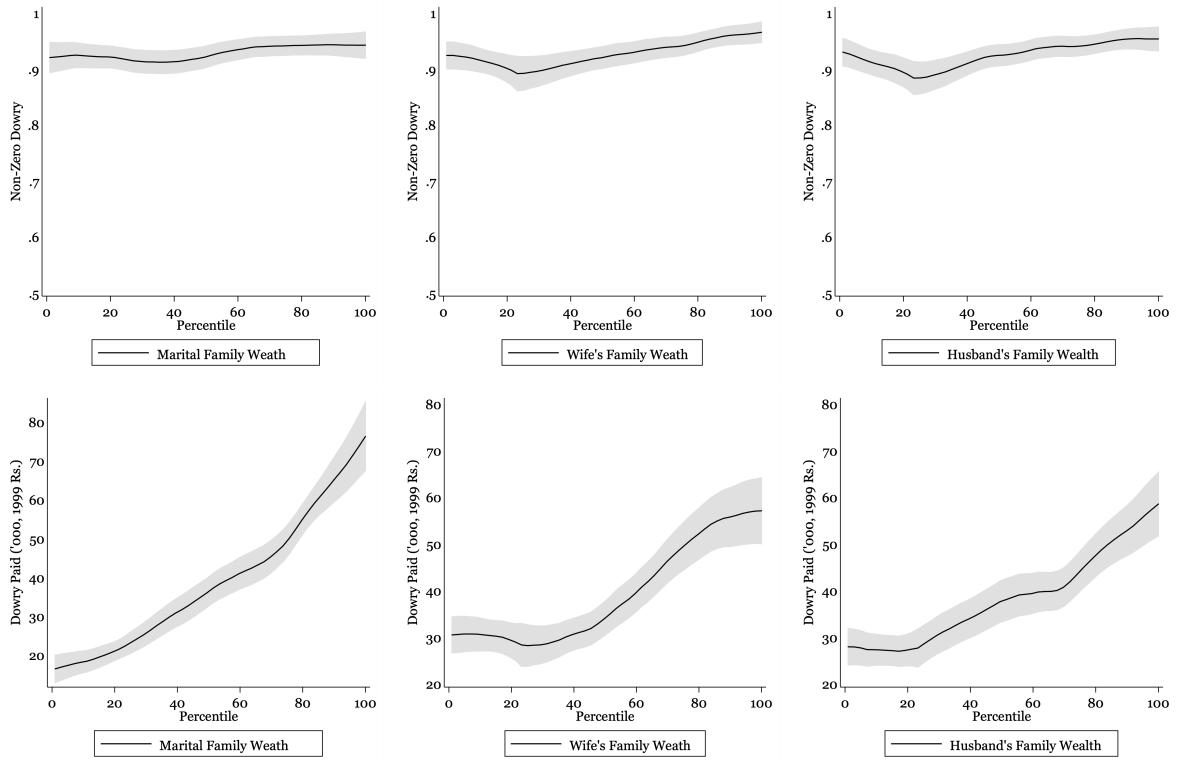 1
.9
.8
.7
.6
.5
Non-Zero Dowry
0 20 40 60 80 100
Percentile
Marital Family Weath
1
.9
.8
.7
.6
.5
Non-Zero Dowry
0 20 40 60 80 100
Percentile
Wife's Family Weath
1
.9
.8
.7
.6
.5
Non-Zero Dowry
0 20 40 60 80 100
Percentile
Husband's Family Wealth
80
70
60
50
40
30
20
Dowry Paid ('000, 1999 Rs.)
0 20 40 60 80 100
Percentile
Marital Family Weath
80
70
60
50
40
30
20
Dowry Paid ('000, 1999 Rs.)
0 20 40 60 80 100
Percentile
Wife's Family Weath
80
70
60
50
40
30
20
Dowry Paid ('000, 1999 Rs.)
0 20 40 60 80 100
Percentile
Husband's Family Wealth